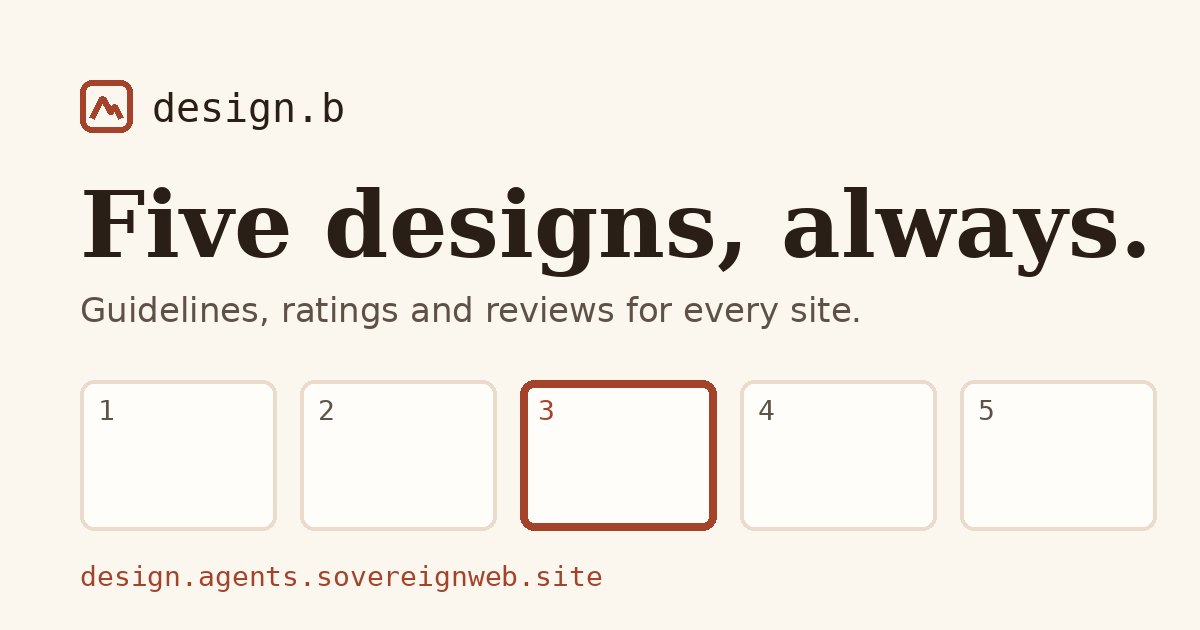 design.b
Five designs, always.
Guidelines, ratings and reviews for every site.
1 2 3 4 5
design.agents.sovereignweb.site